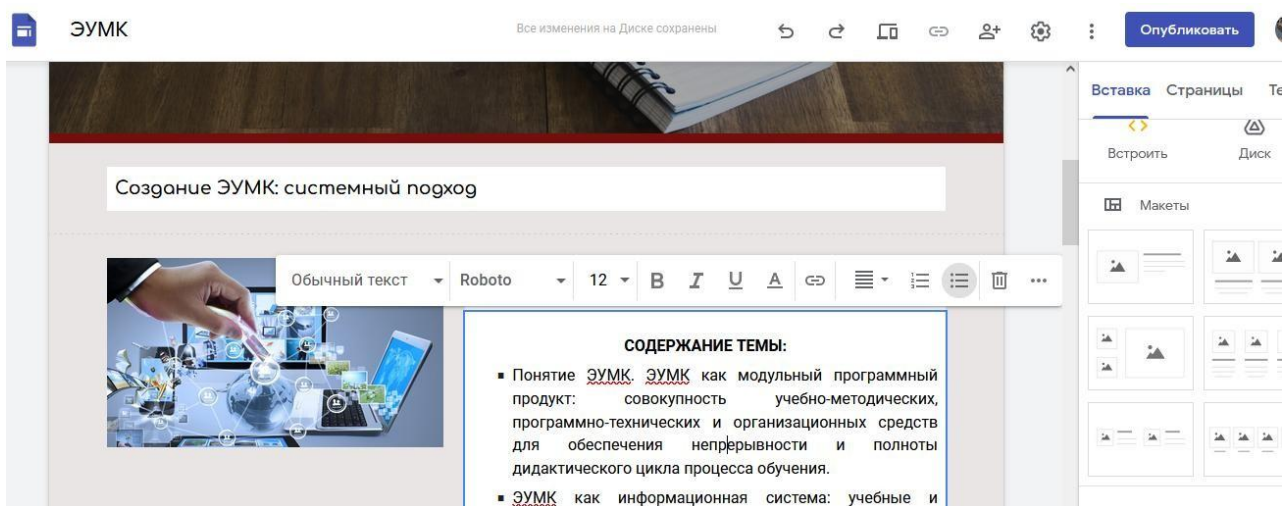 ЭУМК
Все изменения на Диске сохранены
Опубликовать
Вставка Страницы
Встроить Диск
Макеты
Создание ЭУМК: системный подход
Обычный текст Roboto 12 B I U A
СОДЕРЖАНИЕ ТЕМЫ:
▪ Понятие ЭУМК. ЭУМК как модульный программный
продукт: совокупность учебно-методических,
программно-технических и организационных средств
для обеспечения непрерывности и полноты
дидактического цикла процесса обучения.
▪ ЭУМК как информационная система: учебные и